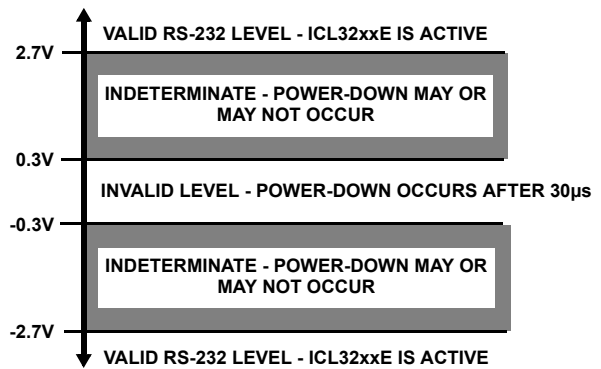 VALID RS-232 LEVEL - ICL32xxE IS ACTIVE
2.7V
INDETERMINATE - POWER-DOWN MAY OR
MAY NOT OCCUR
0.3V
INVALID LEVEL - POWER-DOWN OCCURS AFTER 30µs
-0.3V
INDETERMINATE - POWER-DOWN MAY OR
MAY NOT OCCUR
-2.7V
VALID RS-232 LEVEL - ICL32xxE IS ACTIVE